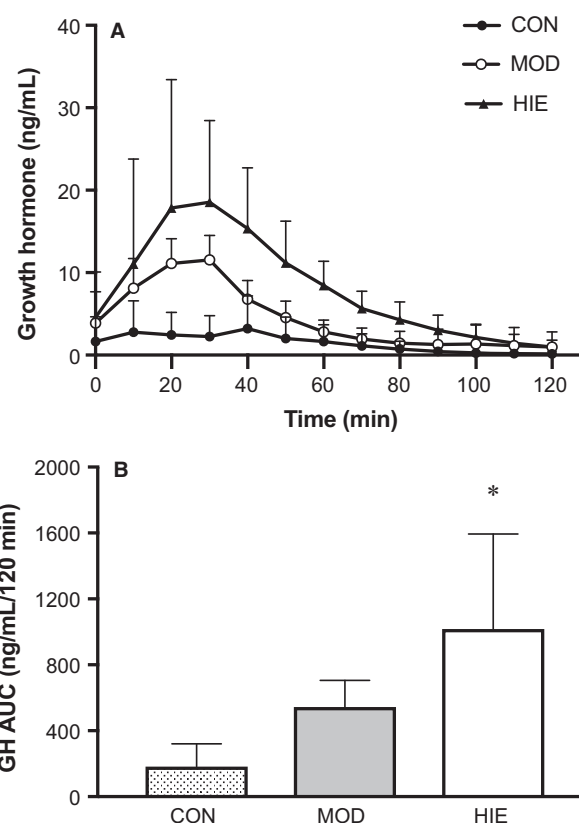 A
CON
MOD
HIE
Growth hormone (ng/mL)
40
30
20
10
0
0 20 40 60 80 100 120
Time (min)
B
GH AUC (ng/mL/120 min)
2000
1600
1200
800
400
0
*
CON MOD HIE